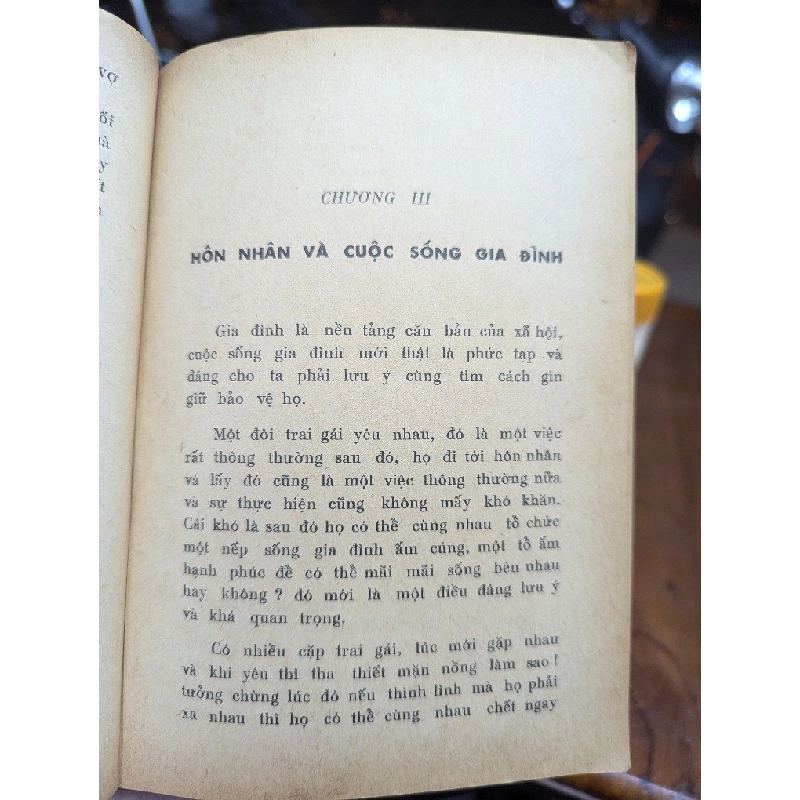 VỢ
CHƯƠNG III
HÔN NHÂN VÀ CUỘC SỐNG GIA ĐÌNH
Gia đình là nền tảng căn bản của xã hội,
cuộc sống gia đình mới thật là phức tạp và
đáng cho ta phải lưu ý cùng tìm cách gìn
giữ bảo vệ họ.
Một đôi trai gái yêu nhau, đó là một việc
rất thông thường sau đó, họ đi tới hôn nhân
và lấy đó cũng là một việc thông thường nữa
và sự thực hiện cũng không mấy khó khăn.
Cái khó là sau đó họ có thể cùng nhau tổ chức
một nếp sống gia đình ấm cúng, một tổ ấm
hạnh phúc để có thể mãi mãi sống bên nhau
hay không ? đó mới là một điều đáng lưu ý
và khá quan trọng.
Có nhiều cặp trai gái, lúc mới gặp nhau
và khi yêu thì tha thiết mặn nồng làm sao !
tưởng chừng lúc đó nếu thình lình mà họ phải
xa nhau thì họ có thể cùng nhau chết ngay